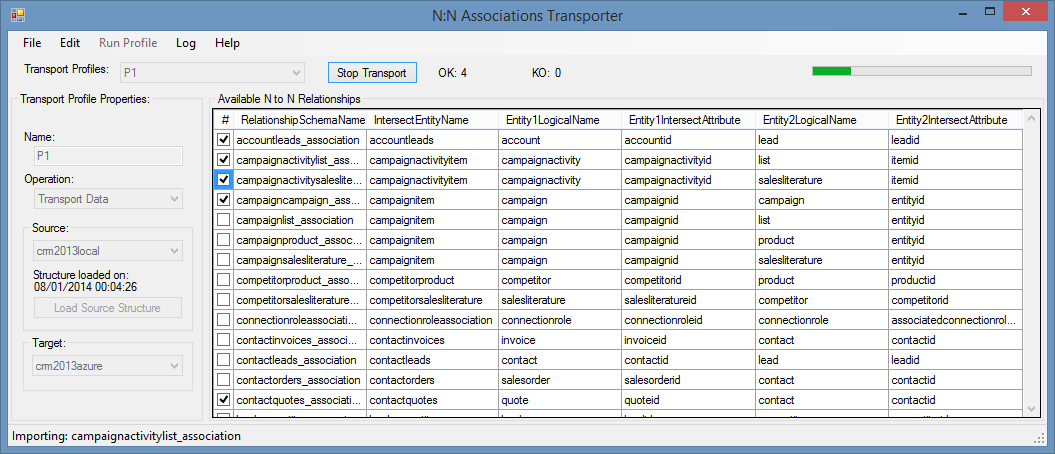 N:N Associations Transporter
File Edit Run Profile Log Help
Transport Profiles: P1 Stop Transport OK: 4 KO: 0
Transport Profile Properties:
Name:
P1
Operation:
Transport Data
Source:
crm2013local
Structure loaded on:
08/01/2014 00:04:26
Load Source Structure
Target:
crm2013azure
Available N to N Relationships
# RelationshipSchemaName IntersectEntityName Entity1LogicalName Entity1IntersectAttribute Entity2LogicalName Entity2IntersectAttribute
accountleads_association accountleads account accountid lead leadid
campaignactivitylist_ass... campaignactivityitem campaignactivity campaignactivityid list itemid
campaignactivitysaleslite... campaignactivityitem campaignactivity campaignactivityid salesliterature itemid
campaigncampaign_ass... campaignitem campaign campaignid campaign entityid
campaignlist_association campaignitem campaign campaignid list entityid
campaignproduct_assoc... campaignitem campaign campaignid product entityid
campaignsalesliterature_... campaignitem campaign campaignid salesliterature entityid
competitorproduct_asso... competitorproduct competitor competitorid product productid
competitorsalesliterature... competitorsalesliterature salesliterature salesliteratureid competitor competitorid
connectionroleassociati... connectionroleassociation connectionrole connectionroleid connectionrole associatedconnectionrol...
contactinvoices_associ... contactinvoices invoice invoiceid contact contactid
contactleads_association contactleads contact contactid lead leadid
contactorders_association contactorders salesorder salesorderid contact contactid
contactquotes_associati... contactquotes quote quoteid contact contactid
Importing: campaignactivitylist_association